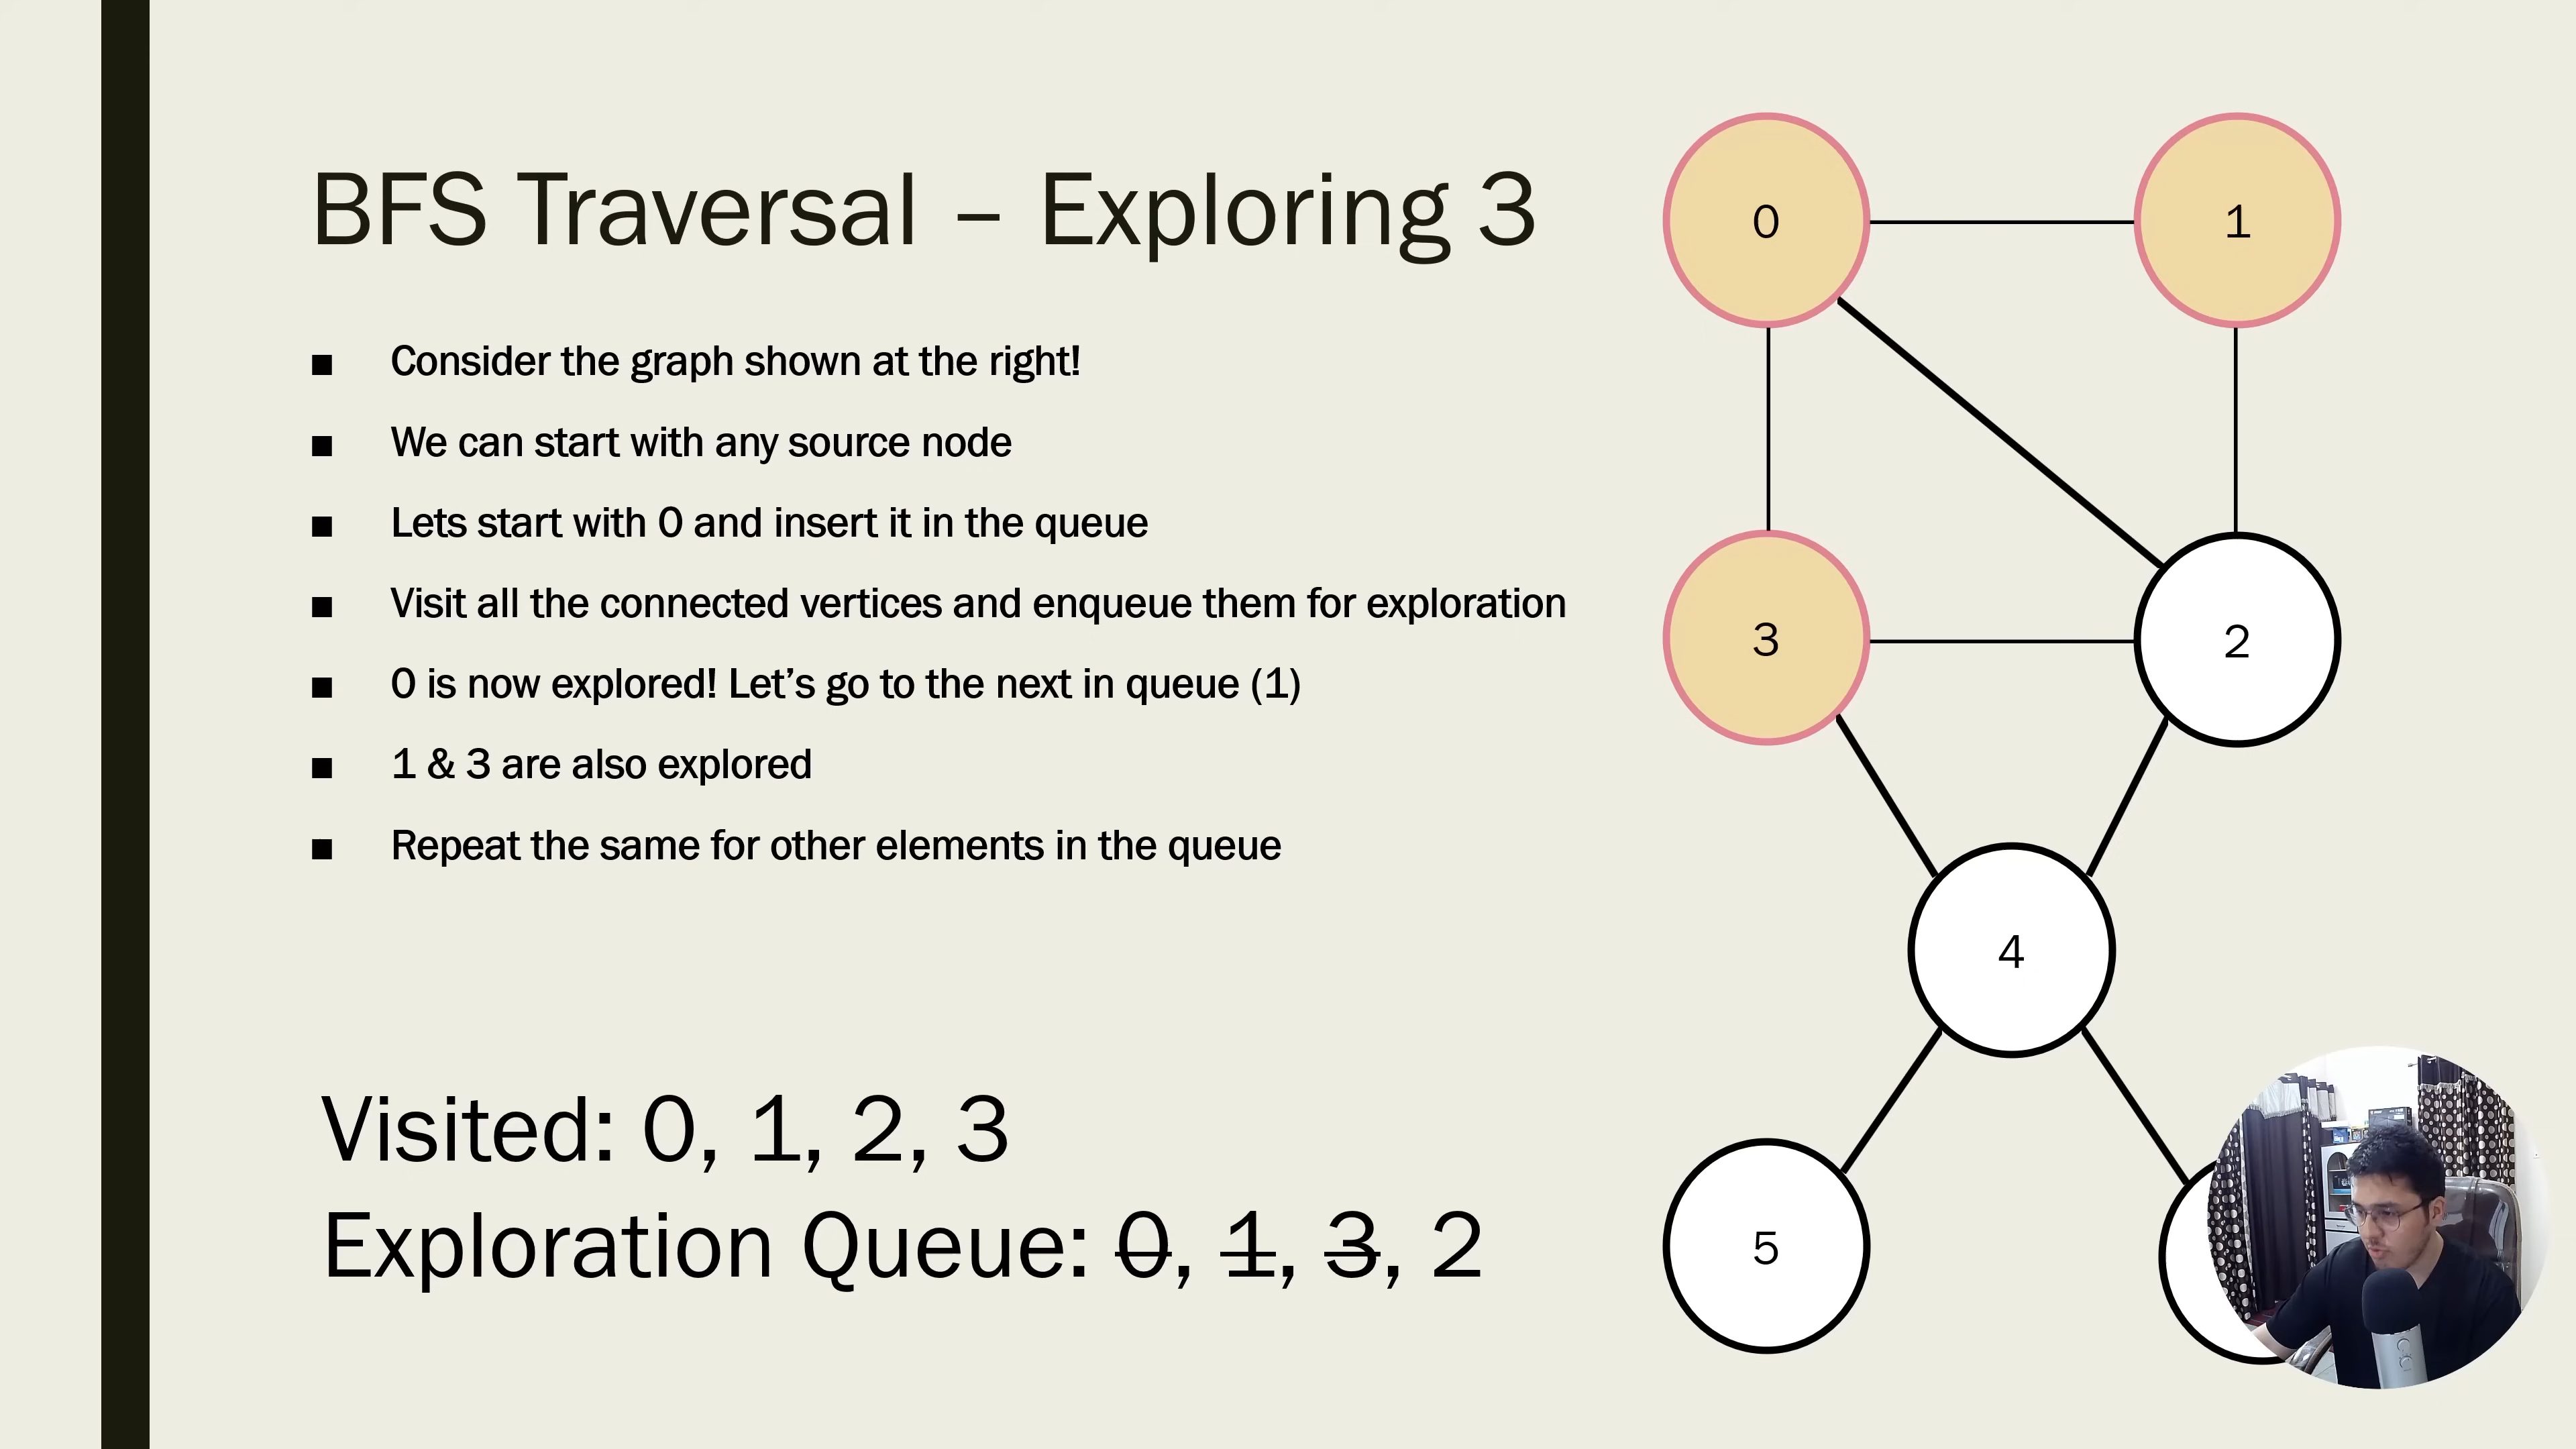 BFS Traversal – Exploring 3
■ Consider the graph shown at the right!
■ We can start with any source node
■ Lets start with 0 and insert it in the queue
■ Visit all the connected vertices and enqueue them for exploration
■ 0 is now explored! Let’s go to the next in queue (1)
■ 1 & 3 are also explored
■ Repeat the same for other elements in the queue
Visited: 0, 1, 2, 3
Exploration Queue: 0, 1, 3, 2
0
1
3
2
4
5